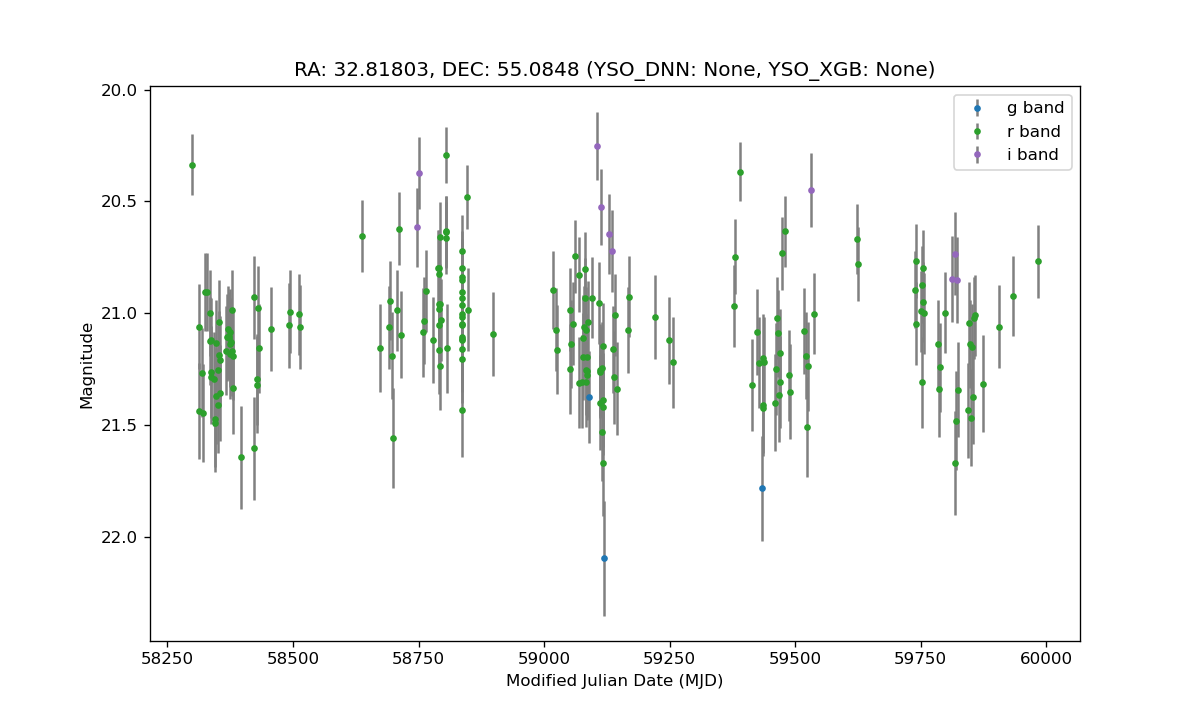 RA: 32.81803, DEC: 55.0848 (YSO_DNN: None, YSO_XGB: None)
g band
r band
i band
20.0
20.5
21.0
21.5
22.0
Magnitude
58250 58500 58750 59000 59250 59500 59750 60000
Modified Julian Date (MJD)